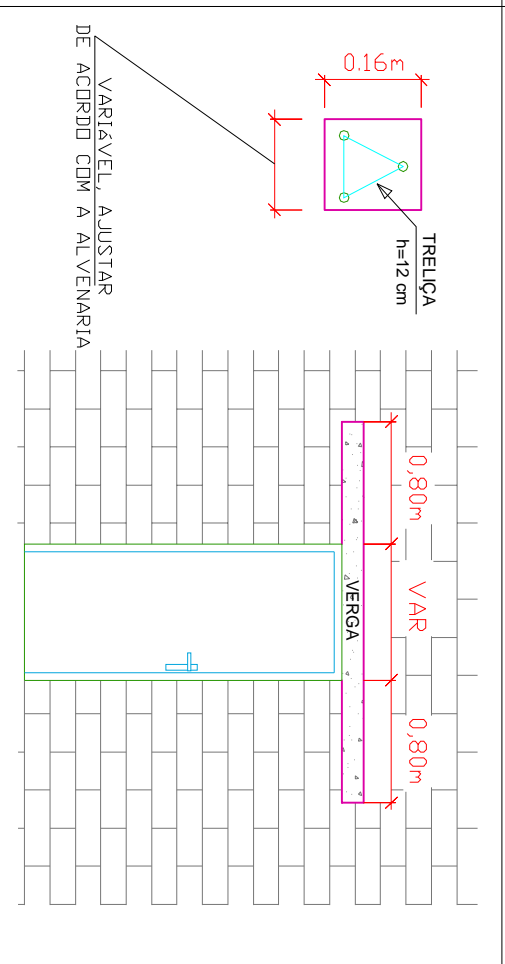 0.16m
TRELIÇA
h=12 cm
VARIÁVEL, AJUSTAR
DE ACORDO COM A ALVENARIA
0,80m
VAR
0,80m
VERGA